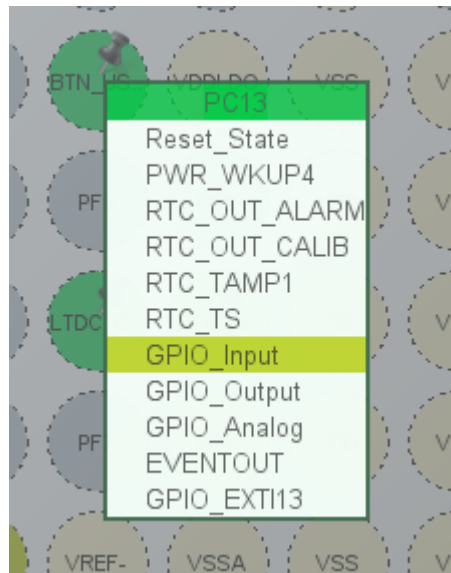 BTN_US
VDDLDO
VSS
V
PC13
Reset_State
PWR_WKUP4
RTC_OUT_ALARM
RTC_OUT_CALIB
RTC_TAMP1
RTC_TS
GPIO_Input
GPIO_Output
GPIO_Analog
EVENTOUT
GPIO_EXTI13
PF
V
LTDC
V
PF
V
VREF-
VSSA
VSS
V